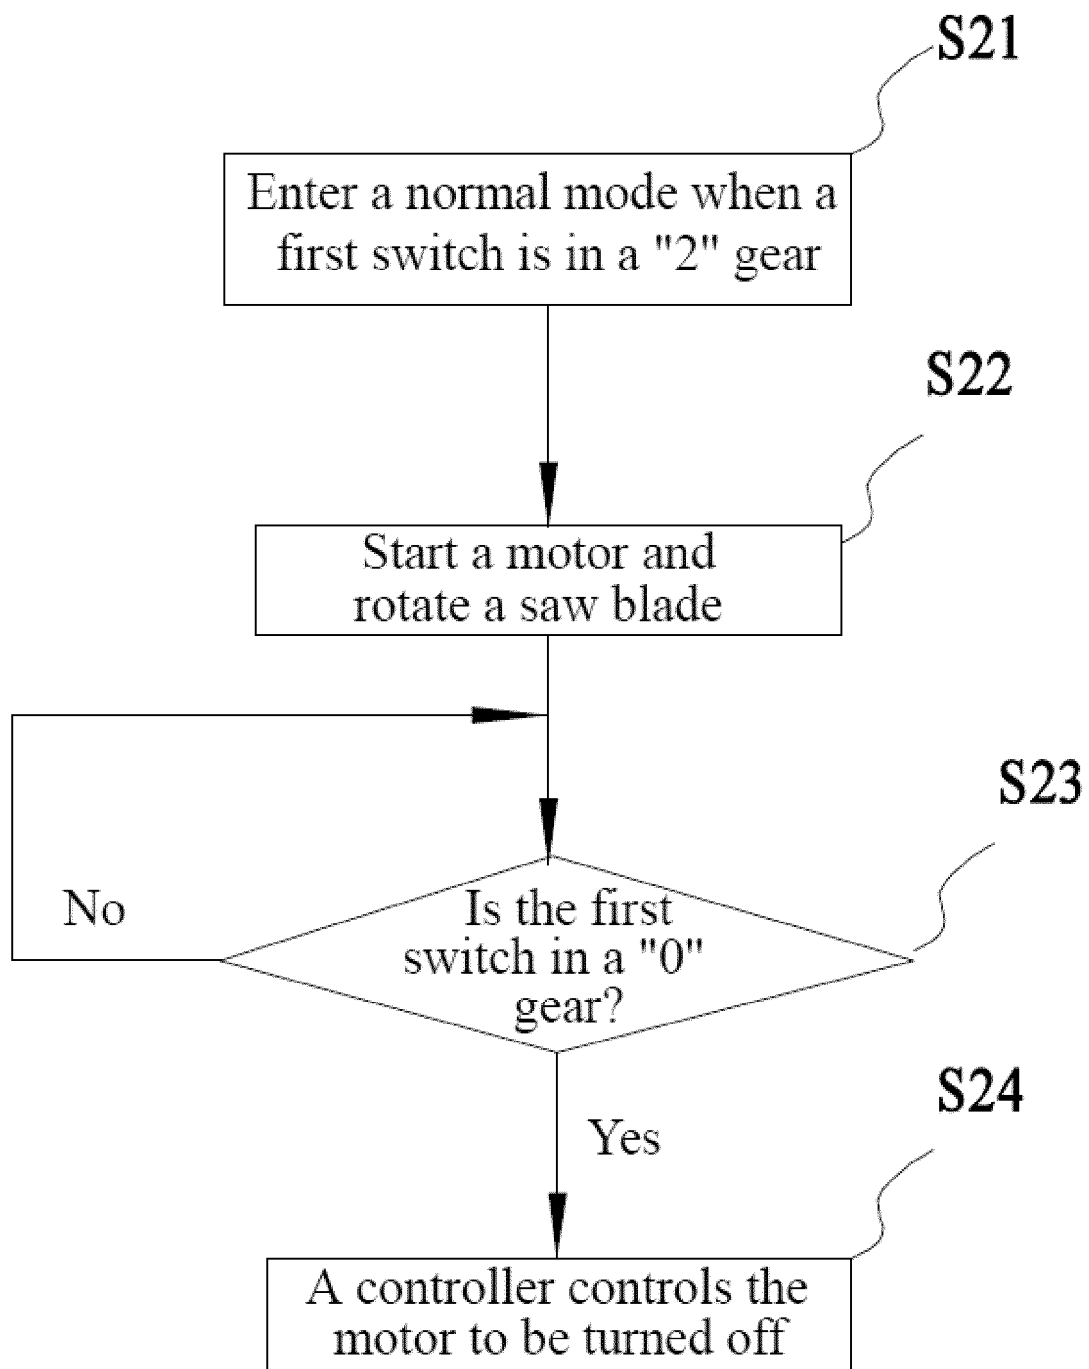 S21
Enter a normal mode when a
first switch is in a "2" gear
S22
Start a motor and
rotate a saw blade
S23
No
Is the first
switch in a "0"
gear?
S24
Yes
A controller controls the
motor to be turned off